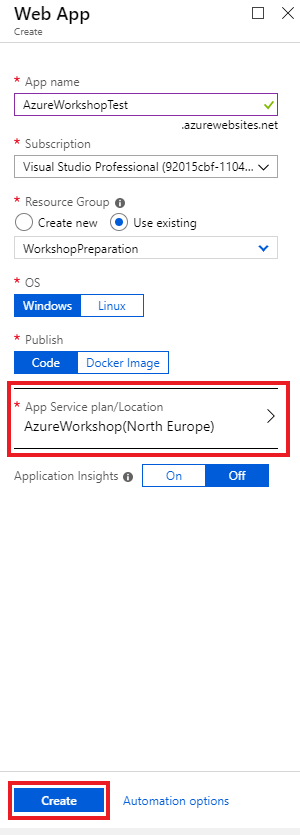 Web App
Create
* App name
AzureWorkshopTest
.azurewebsites.net
* Subscription
Visual Studio Professional (92015cbf-1104...
* Resource Group
Create new Use existing
WorkshopPreparation
* OS
Windows Linux
* Publish
Code Docker Image
* App Service plan/Location
AzureWorkshop(North Europe)
Application Insights On Off
Create Automation options